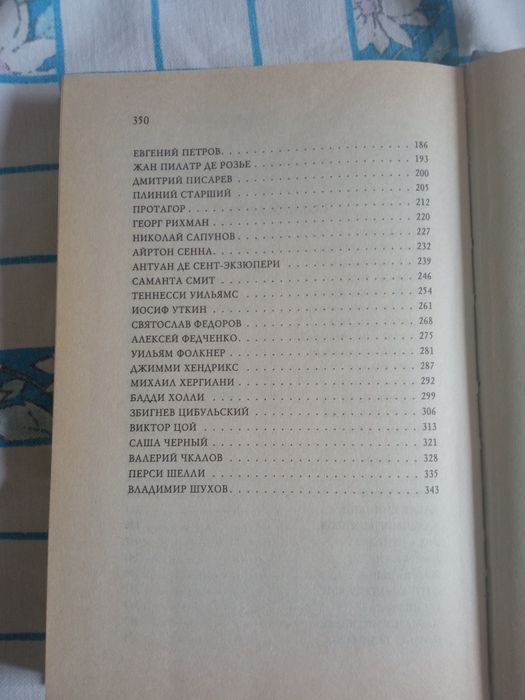 350
ЕВГЕНИЙ ПЕТРОВ. . . . . . . . . . . . . . . . . . . . 186
ЖАН ПИЛАТР ДЕ РОЗЬЕ . . . . . . . . . . . . . . . . 193
ДМИТРИЙ ПИСАРЕВ . . . . . . . . . . . . . . . . . . 200
ПЛИНИЙ СТАРШИЙ . . . . . . . . . . . . . . . . . . 205
ПРОТАГОР . . . . . . . . . . . . . . . . . . . . . . . 212
ГЕОРГ РИХМАН . . . . . . . . . . . . . . . . . . . . 220
НИКОЛАЙ САПУНОВ . . . . . . . . . . . . . . . . . . 227
АЙРТОН СЕННА. . . . . . . . . . . . . . . . . . . . . 232
АНТУАН ДЕ СЕНТ-ЭКЗЮПЕРИ . . . . . . . . . . . . . 239
САМАНТА СМИТ . . . . . . . . . . . . . . . . . . . . 246
ТЕННЕССИ УИЛЬЯМС . . . . . . . . . . . . . . . . . 254
ИОСИФ УТКИН . . . . . . . . . . . . . . . . . . . . . 261
СВЯТОСЛАВ ФЕДОРОВ . . . . . . . . . . . . . . . . . 268
АЛЕКСЕЙ ФЕДЧЕНКО. . . . . . . . . . . . . . . . . . 275
УИЛЬЯМ ФОЛКНЕР . . . . . . . . . . . . . . . . . . . 281
ДЖИММИ ХЕНДРИКС . . . . . . . . . . . . . . . . . . 287
МИХАИЛ ХЕРГИАНИ . . . . . . . . . . . . . . . . . . 292
БАДДИ ХОЛЛИ . . . . . . . . . . . . . . . . . . . . . 299
ЗБИГНЕВ ЦИБУЛЬСКИЙ . . . . . . . . . . . . . . . . 306
ВИКТОР ЦОЙ . . . . . . . . . . . . . . . . . . . . . . 313
САША ЧЕРНЫЙ . . . . . . . . . . . . . . . . . . . . . 321
ВАЛЕРИЙ ЧКАЛОВ . . . . . . . . . . . . . . . . . . . 328
ПЕРСИ ШЕЛЛИ . . . . . . . . . . . . . . . . . . . . . 335
ВЛАДИМИР ШУХОВ. . . . . . . . . . . . . . . . . . . 343